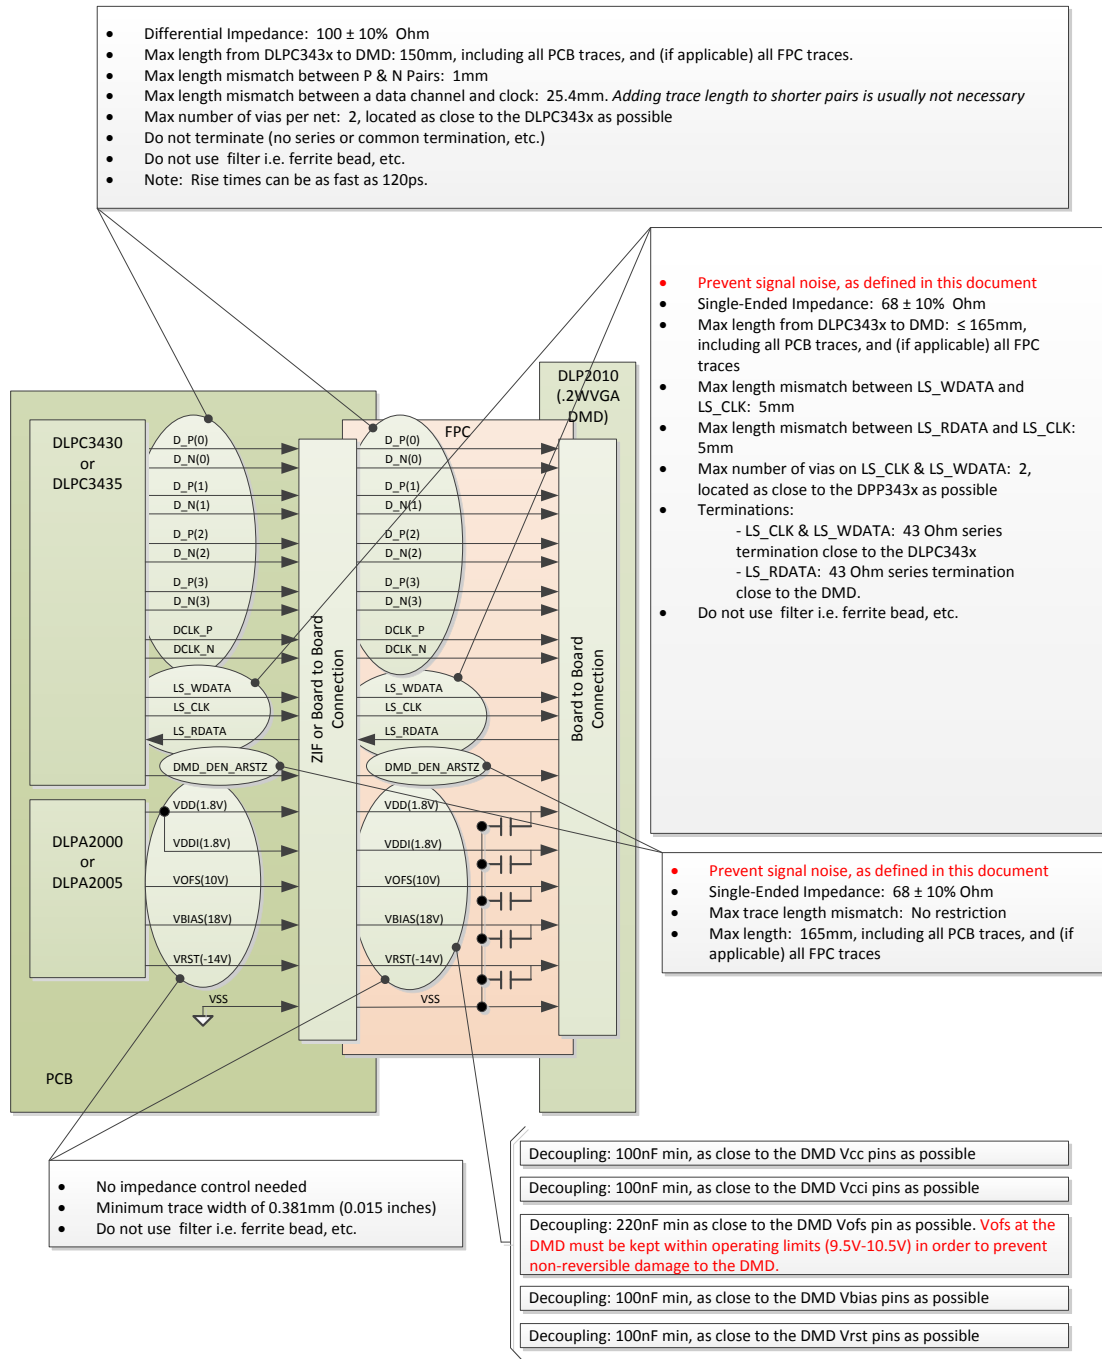 • Differential Impedance: 100 ± 10% Ohm
• Max length from DLPC343x to DMD: 150mm, including all PCB traces, and (if applicable) all FPC traces.
• Max length mismatch between P & N Pairs: 1mm
• Max length mismatch between a data channel and clock: 25.4mm. Adding trace length to shorter pairs is usually not necessary
• Max number of vias per net: 2, located as close to the DLPC343x as possible
• Do not terminate (no series or common termination, etc.)
• Do not use filter i.e. ferrite bead, etc.
• Note: Rise times can be as fast as 120ps.
• Prevent signal noise, as defined in this document
• Single-Ended Impedance: 68 ± 10% Ohm
• Max length from DLPC343x to DMD: ≤ 165mm,
including all PCB traces, and (if applicable) all FPC
traces
• Max length mismatch between LS_WDATA and
LS_CLK: 5mm
• Max length mismatch between LS_RDATA and LS_CLK:
5mm
• Max number of vias on LS_CLK & LS_WDATA: 2,
located as close to the DPP343x as possible
• Terminations:
- LS_CLK & LS_WDATA: 43 Ohm series
termination close to the DLPC343x
- LS_RDATA: 43 Ohm series termination
close to the DMD.
• Do not use filter i.e. ferrite bead, etc.
DLP2010
(.2WVGA
DMD)
FPC
DLPC3430
or
DLPC3435
D_P(0)
D_N(0)
D_P(1)
D_N(1)
D_P(2)
D_N(2)
D_P(3)
D_N(3)
DCLK_P
DCLK_N
LS_WDATA
LS_CLK
LS_RDATA
DMD_DEN_ARSTZ
ZIF or Board to Board
Connection
D_P(0)
D_N(0)
D_P(1)
D_N(1)
D_P(2)
D_N(2)
D_P(3)
D_N(3)
DCLK_P
DCLK_N
LS_WDATA
LS_CLK
LS_RDATA
DMD_DEN_ARSTZ
Board to Board
Connection
DLPA2000
or
DLPA2005
VDD(1.8V)
VDDI(1.8V)
VOFS(10V)
VBIAS(18V)
VRST(-14V)
VSS
VDD(1.8V)
VDDI(1.8V)
VOFS(10V)
VBIAS(18V)
VRST(-14V)
VSS
PCB
• Prevent signal noise, as defined in this document
• Single-Ended Impedance: 68 ± 10% Ohm
• Max trace length mismatch: No restriction
• Max length: 165mm, including all PCB traces, and (if
applicable) all FPC traces
• No impedance control needed
• Minimum trace width of 0.381mm (0.015 inches)
• Do not use filter i.e. ferrite bead, etc.
Decoupling: 100nF min, as close to the DMD Vcc pins as possible
Decoupling: 100nF min, as close to the DMD Vcci pins as possible
Decoupling: 220nF min as close to the DMD Vofs pin as possible. Vofs at the
DMD must be kept within operating limits (9.5V-10.5V) in order to prevent
non-reversible damage to the DMD.
Decoupling: 100nF min, as close to the DMD Vbias pins as possible
Decoupling: 100nF min, as close to the DMD Vrst pins as possible